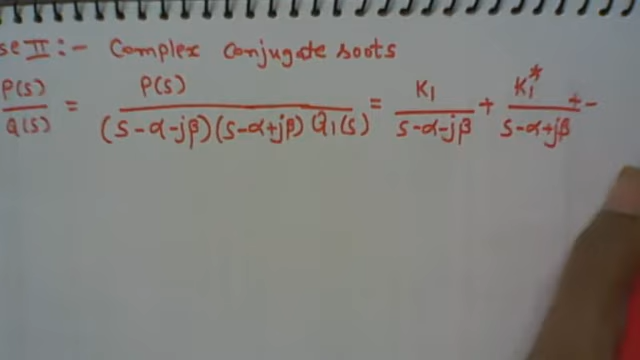 se II :- Complex Conjugate roots
P(s)/Q(s) = P(s)/((s-α-jβ)(s-α+jβ) Q₁(s)) = K₁/(s-α-jβ) + K₁*/(s-α+jβ) + -